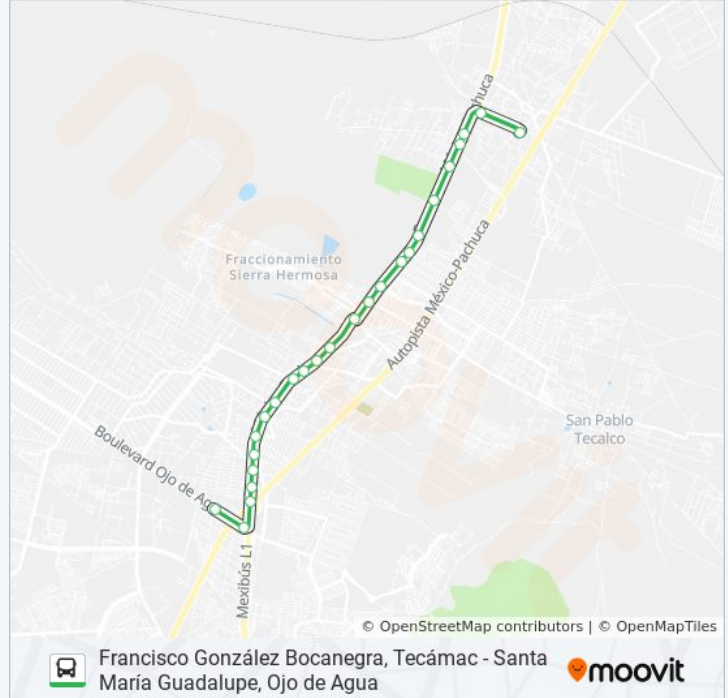 huca
Fraccionamiento
Sierra Hermosa
Autopista México-Pachuca
San Pablo
Tecalco
Boulevard Ojo de Ag
Mexibús L1
© OpenStreetMap contributors | © OpenMapTiles
Francisco González Bocanegra, Tecámac - Santa
María Guadalupe, Ojo de Agua
moovit